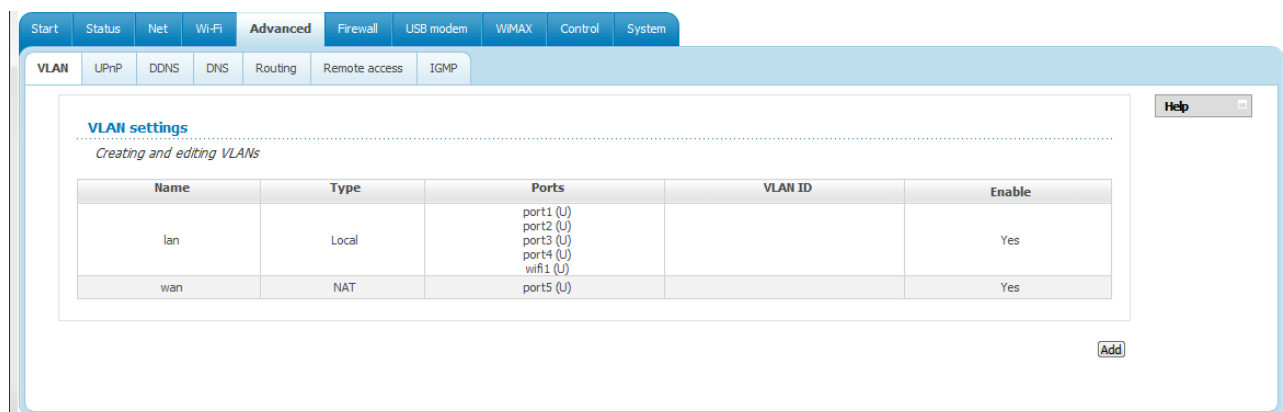 Start Status Net Wi-Fi Advanced Firewall USB modem WiMAX Control System
VLAN UPnP DDNS DNS Routing Remote access IGMP
Help
VLAN settings
Creating and editing VLANs
Name Type Ports VLAN ID Enable
port1 (U)
port2 (U)
lan Local port3 (U) Yes
port4 (U)
wifi1 (U)
wan NAT port5 (U) Yes
Add